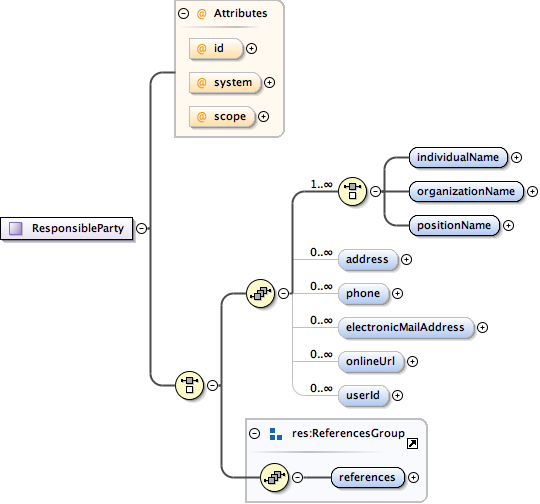 @ Attributes
@ id
@ system
@ scope
individualName
1..∞
organizationName
ResponsibleParty
positionName
0..∞
address
0..∞
phone
0..∞
electronicMailAddress
0..∞
onlineUrl
0..∞
userId
res:ReferencesGroup
references